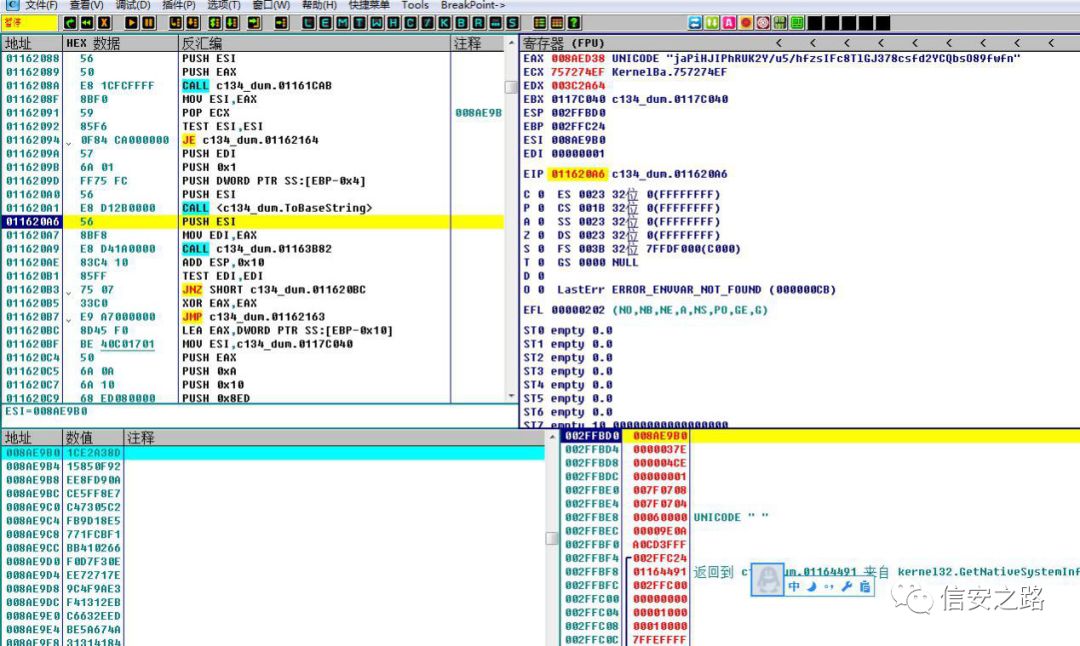 文件(F) 查看(V) 调试(D) 插件(P) 选项(T) 窗口(W) 帮助(H) 快捷菜单 Tools BreakPoint->
暂停 L E M T W H C / K B R ... S ?
地址 HEX 数据 反汇编 注释
01162088 56 PUSH ESI
01162089 50 PUSH EAX
0116208A E8 1CFCFFFF CALL c134_dum.01161CAB
0116208F 8BF0 MOV ESI,EAX
01162091 59 POP ECX 008AE9B
01162092 85F6 TEST ESI,ESI
01162094 0F84 CA000000 JE c134_dum.01162164
0116209A 57 PUSH EDI
0116209B 6A 01 PUSH 0x1
0116209D FF75 FC PUSH DWORD PTR SS:[EBP-0x4]
011620A0 56 PUSH ESI
011620A1 E8 D12B0000 CALL <c134_dum.ToBaseString>
011620A6 56 PUSH ESI
011620A7 8BF8 MOV EDI,EAX
011620A9 E8 D41A0000 CALL c134_dum.01163B82
011620AE 83C4 10 ADD ESP,0x10
011620B1 85FF TEST EDI,EDI
011620B3 75 07 JNZ SHORT c134_dum.011620BC
011620B5 33C0 XOR EAX,EAX
011620B7 E9 A7000000 JMP c134_dum.01162163
011620BC 8D45 F0 LEA EAX,DWORD PTR SS:[EBP-0x10]
011620BF BE 40C01701 MOV ESI,c134_dum.0117C040
011620C4 50 PUSH EAX
011620C5 6A 0A PUSH 0xA
011620C7 6A 10 PUSH 0x10
011620C9 68 ED080000 PUSH 0x8ED
ESI=008AE9B0
寄存器 (FPU) < < < < < < < < <
EAX 008AED38 UNICODE "jaPiHJIPhRUK2Y/u5/hfzsIFc8TlGJ378csfd2YCQbsO89fwfn"
ECX 757274EF KernelBa.757274EF
EDX 003C2A64
EBX 0117C040 c134_dum.0117C040
ESP 002FFBD0
EBP 002FFC24
ESI 008AE9B0
EDI 00000001
EIP 011620A6 c134_dum.011620A6
C 0 ES 0023 32位 0(FFFFFFFF)
P 0 CS 001B 32位 0(FFFFFFFF)
A 0 SS 0023 32位 0(FFFFFFFF)
Z 0 DS 0023 32位 0(FFFFFFFF)
S 0 FS 003B 32位 7FFDF000(C000)
T 0 GS 0000 NULL
D 0
O 0 LastErr ERROR_ENVVAR_NOT_FOUND (000000CB)
EFL 00000202 (NO,NB,NE,A,NS,PO,GE,G)
ST0 empty 0.0
ST1 empty 0.0
ST2 empty 0.0
ST3 empty 0.0
ST4 empty 0.0
ST5 empty 0.0
ST6 empty 0.0
ST7 empty 10.0000000000000000
地址 数值 注释
008AE9B0 1CE2A38D
008AE9B4 15850F92
008AE9B8 EE8FD90A
008AE9BC CE5FF8E7
008AE9C0 C47305C2
008AE9C4 FB9D18E5
008AE9C8 771FCBF1
008AE9CC BB410266
008AE9D0 F0D7F30E
008AE9D4 EE72717E
008AE9D8 9C4F9AE3
008AE9DC F41312EB
008AE9E0 C6632EED
008AE9E4 BE5A674A
008AE9E8 31314184
002FFBD0 008AE9B0
002FFBD4 0000037E
002FFBD8 000004CE
002FFBDC 00000001
002FFBE0 007F0708
002FFBE4 007F0704
002FFBE8 00060000 UNICODE " "
002FFBEC 00009E0A
002FFBF0 A0CD3FFF
002FFBF4 002FFC24
002FFBF8 01164491 返回到 c um.01164491 来自 kernel32.GetNativeSystemInf
002FFBFC 002FFC00
002FFC00 00000000
002FFC04 00001000
002FFC08 00010000
002FFC0C 7FFEFFFF
中
信安之路